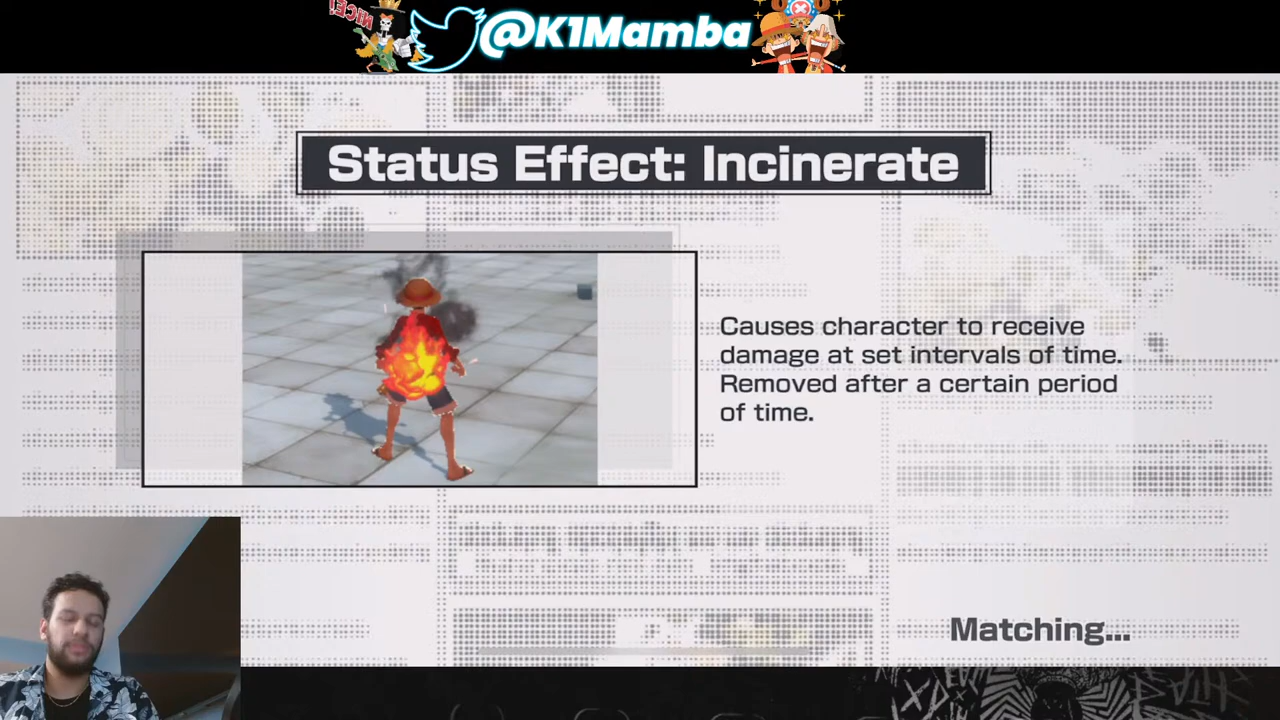 NICE!
@K1Mamba
Status Effect: Incinerate
Causes character to receive
damage at set intervals of time.
Removed after a certain period
of time.
Matching...